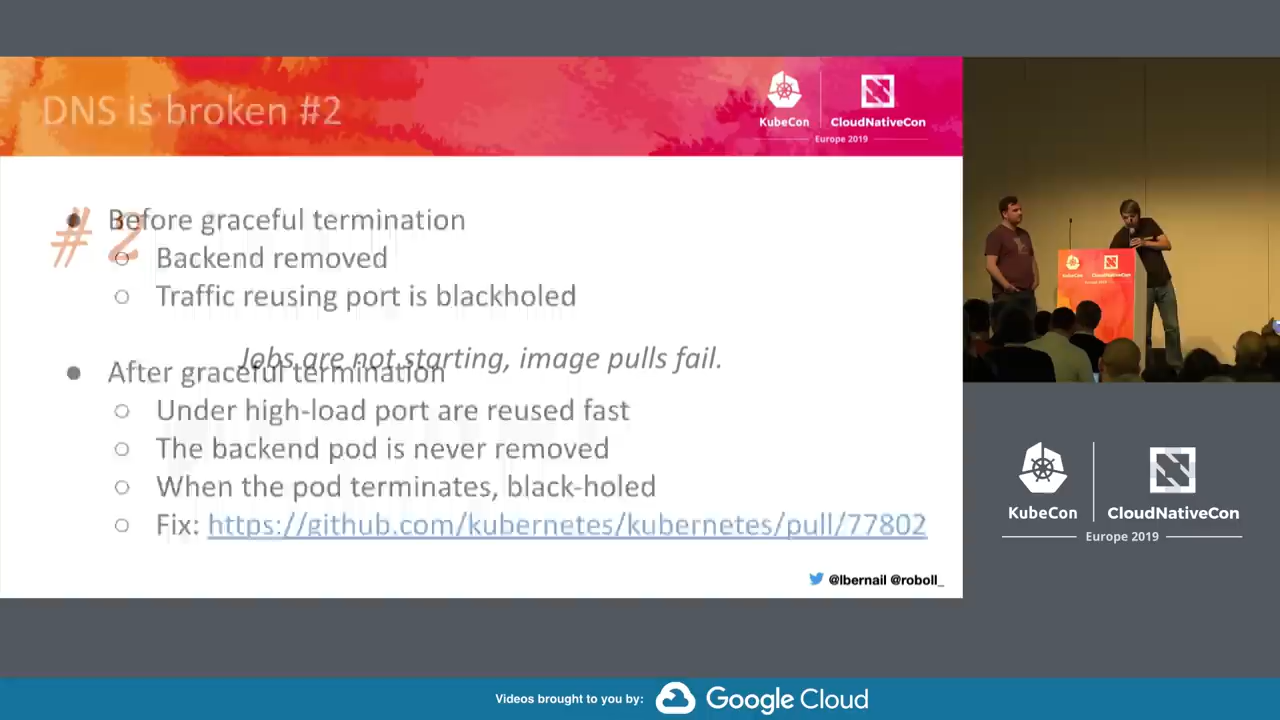 DNS is broken #2
KubeCon
CloudNativeCon
Europe 2019
# 2
Before graceful termination
Backend removed
Traffic reusing port is blackholed
Jobs are not starting, image pulls fail.
After graceful termination
Under high-load port are reused fast
The backend pod is never removed
When the pod terminates, black-holed
Fix: https://github.com/kubernetes/kubernetes/pull/77802
@lbernail @roboll_
KubeCon
CloudNativeCon
Europe 2019
Videos brought to you by:
Google Cloud